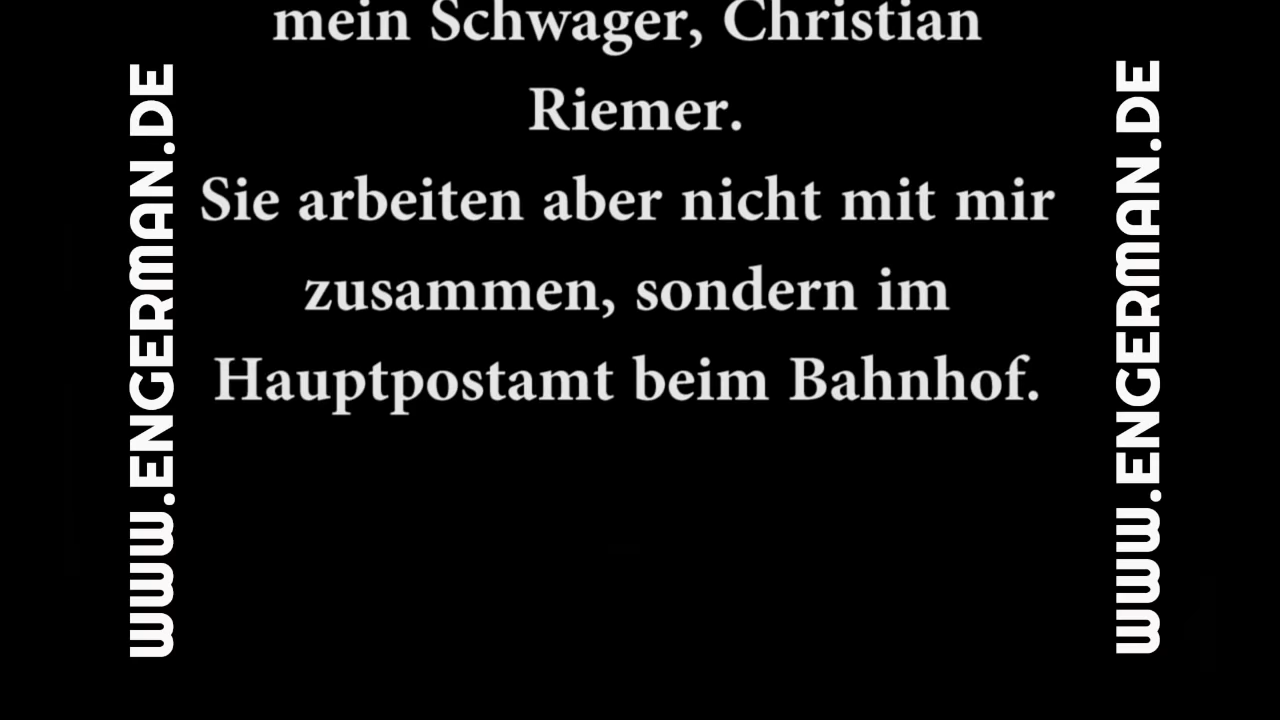 mein Schwager, Christian
Riemer.
Sie arbeiten aber nicht mit mir
zusammen, sondern im
Hauptpostamt beim Bahnhof.
WWW.ENGERMAN.DE
WWW.ENGERMAN.DE